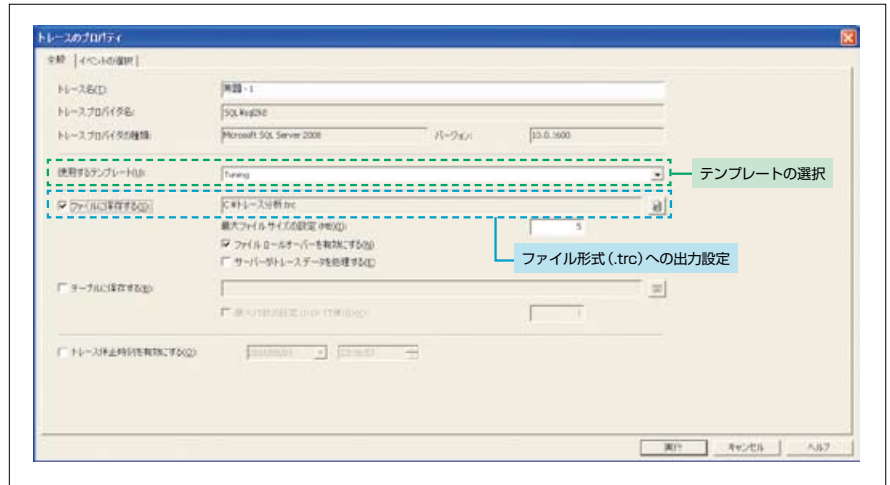 トレースのプロパティ
全般 イベントの選択
トレース名(T): 無題 - 1
トレースプロバイダ名:
トレースプロバイダの種類: Microsoft SQL Server 2008 バージョン: 10.0.1600
使用するテンプレート(U): Tuning
テンプレートの選択
ファイルに保存する(S): C:¥トレース分析.trc
最大ファイル サイズの設定 (MB)(X): 5
ファイル ロールオーバーを有効にする(N)
サーバーがトレースデータを処理する(E)
ファイル形式(.trc)への出力設定
テーブルに保存する(B):
トレース停止時刻を有効にする(O):
実行 キャンセル ヘルプ